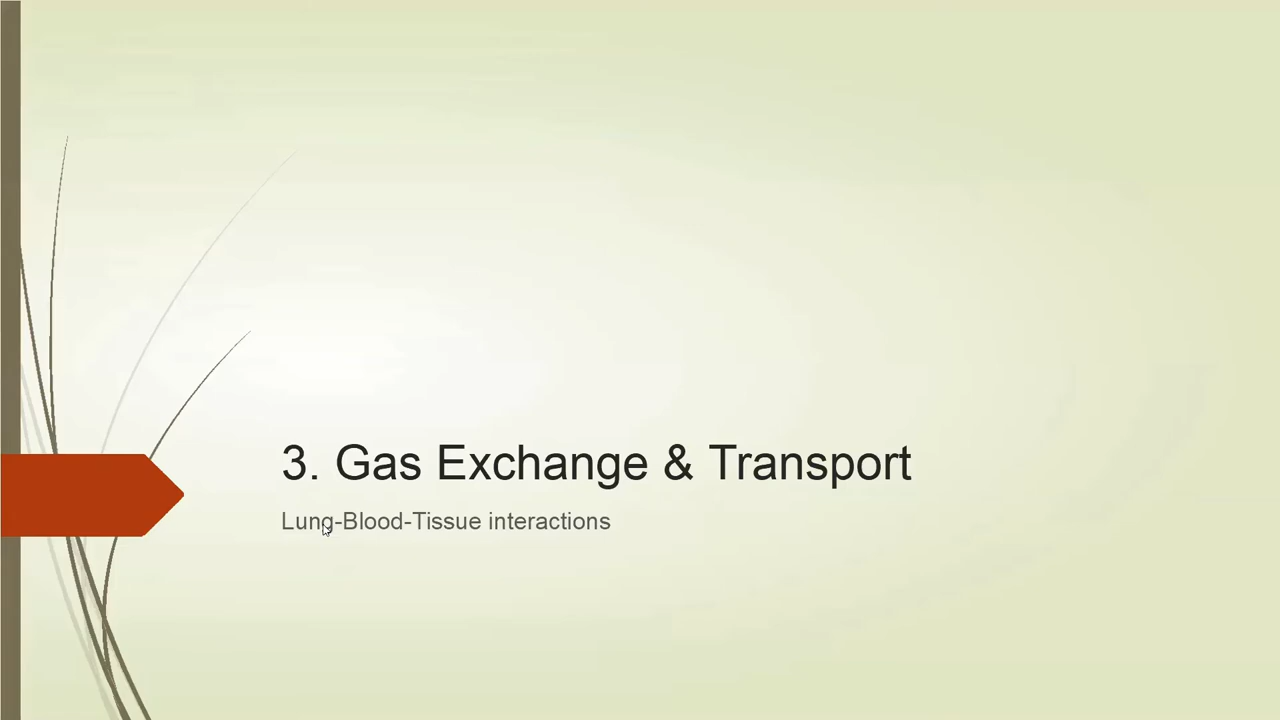 3. Gas Exchange & Transport
Lung-Blood-Tissue interactions